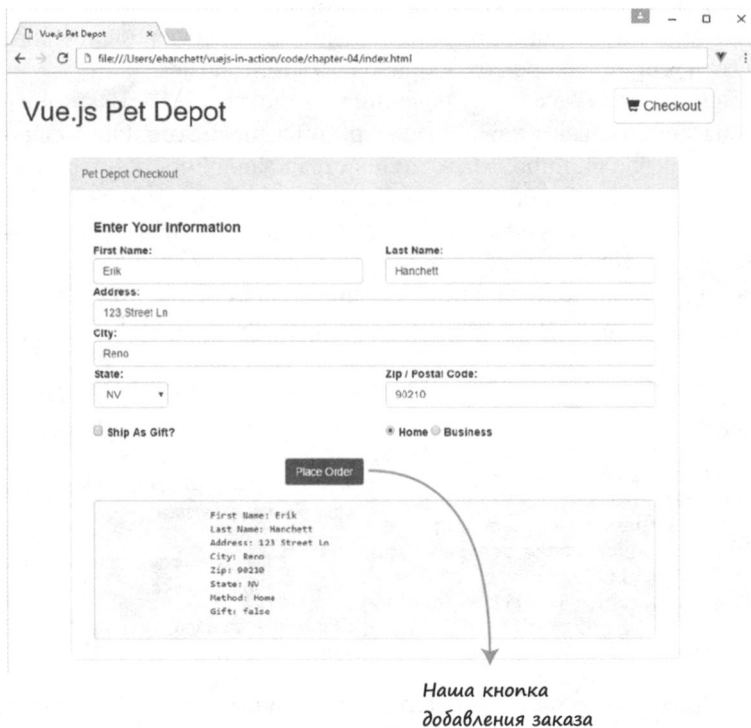 Vue.js Pet Depot
file:///Users/ehanchett/vuejs-in-action/code/chapter-04/index.html
Vue.js Pet Depot
Checkout
Pet Depot Checkout
Enter Your Information
First Name: Last Name:
Erik Hanchett
Address:
123 Street Ln
City:
Reno
State: Zip / Postal Code:
NV 90210
Ship As Gift? Home Business
Place Order
First Name: Erik
Last Name: Hanchett
Address: 123 Street Ln
City: Reno
Zip: 90210
State: NV
Method: Home
Gift: false
Наша кнопка
добавления заказа